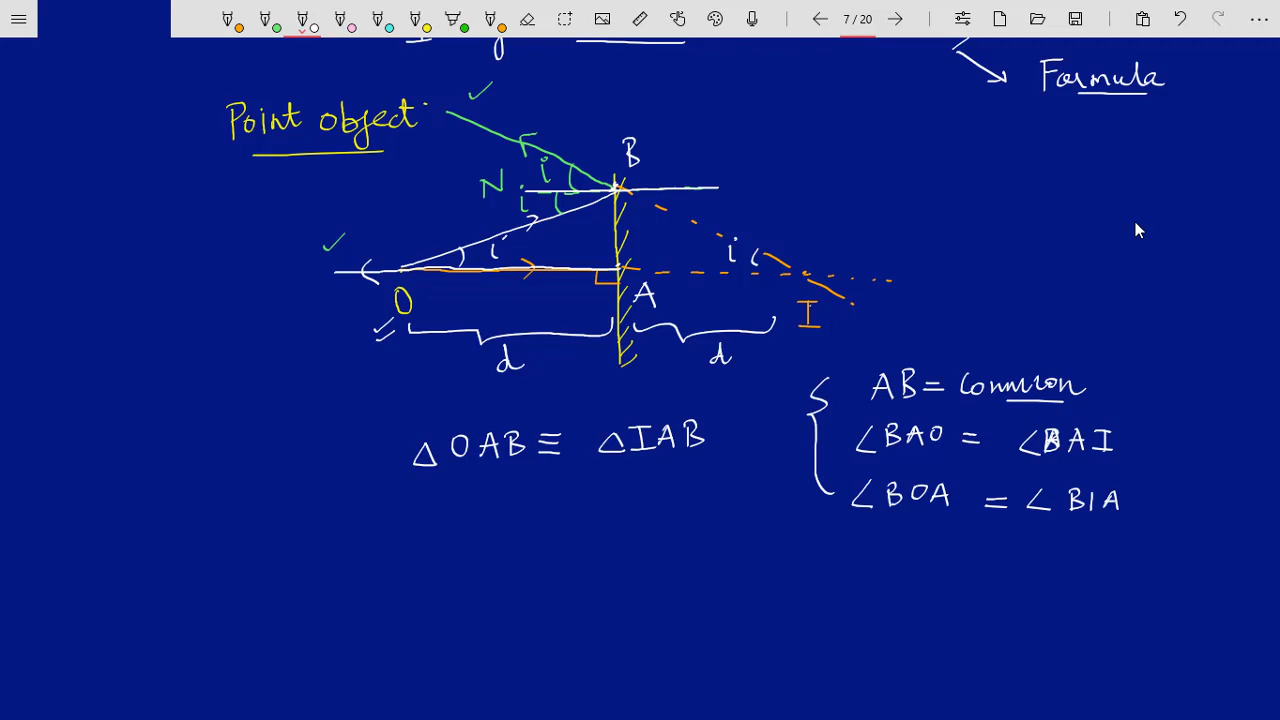 7 / 20
Formula
Point object
B
N
i
i
i
i
O
A
I
d
d
AB = Common
△ OAB ≡ △ IAB
∠BAO = ∠BAI
∠BOA = ∠BIA